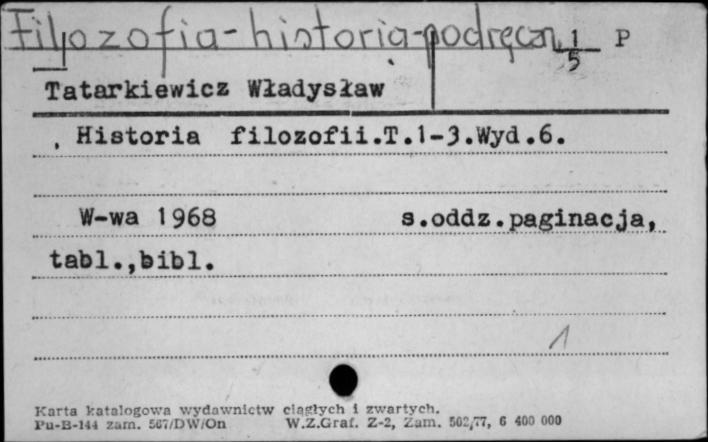 Filozofia-historia-podręczn. 1/5 P
Tatarkiewicz Władysław
, Historia filozofii.T.1-3.Wyd.6.
W-wa 1968 s.oddz.paginacja,
tabl.,bibl.
1
Karta katalogowa wydawnictw ciągłych i zwartych.
Pu-B-144 zam. 567/DW/On W.Z.Graf. Z-2, Zam. 502/77, 6 400 000